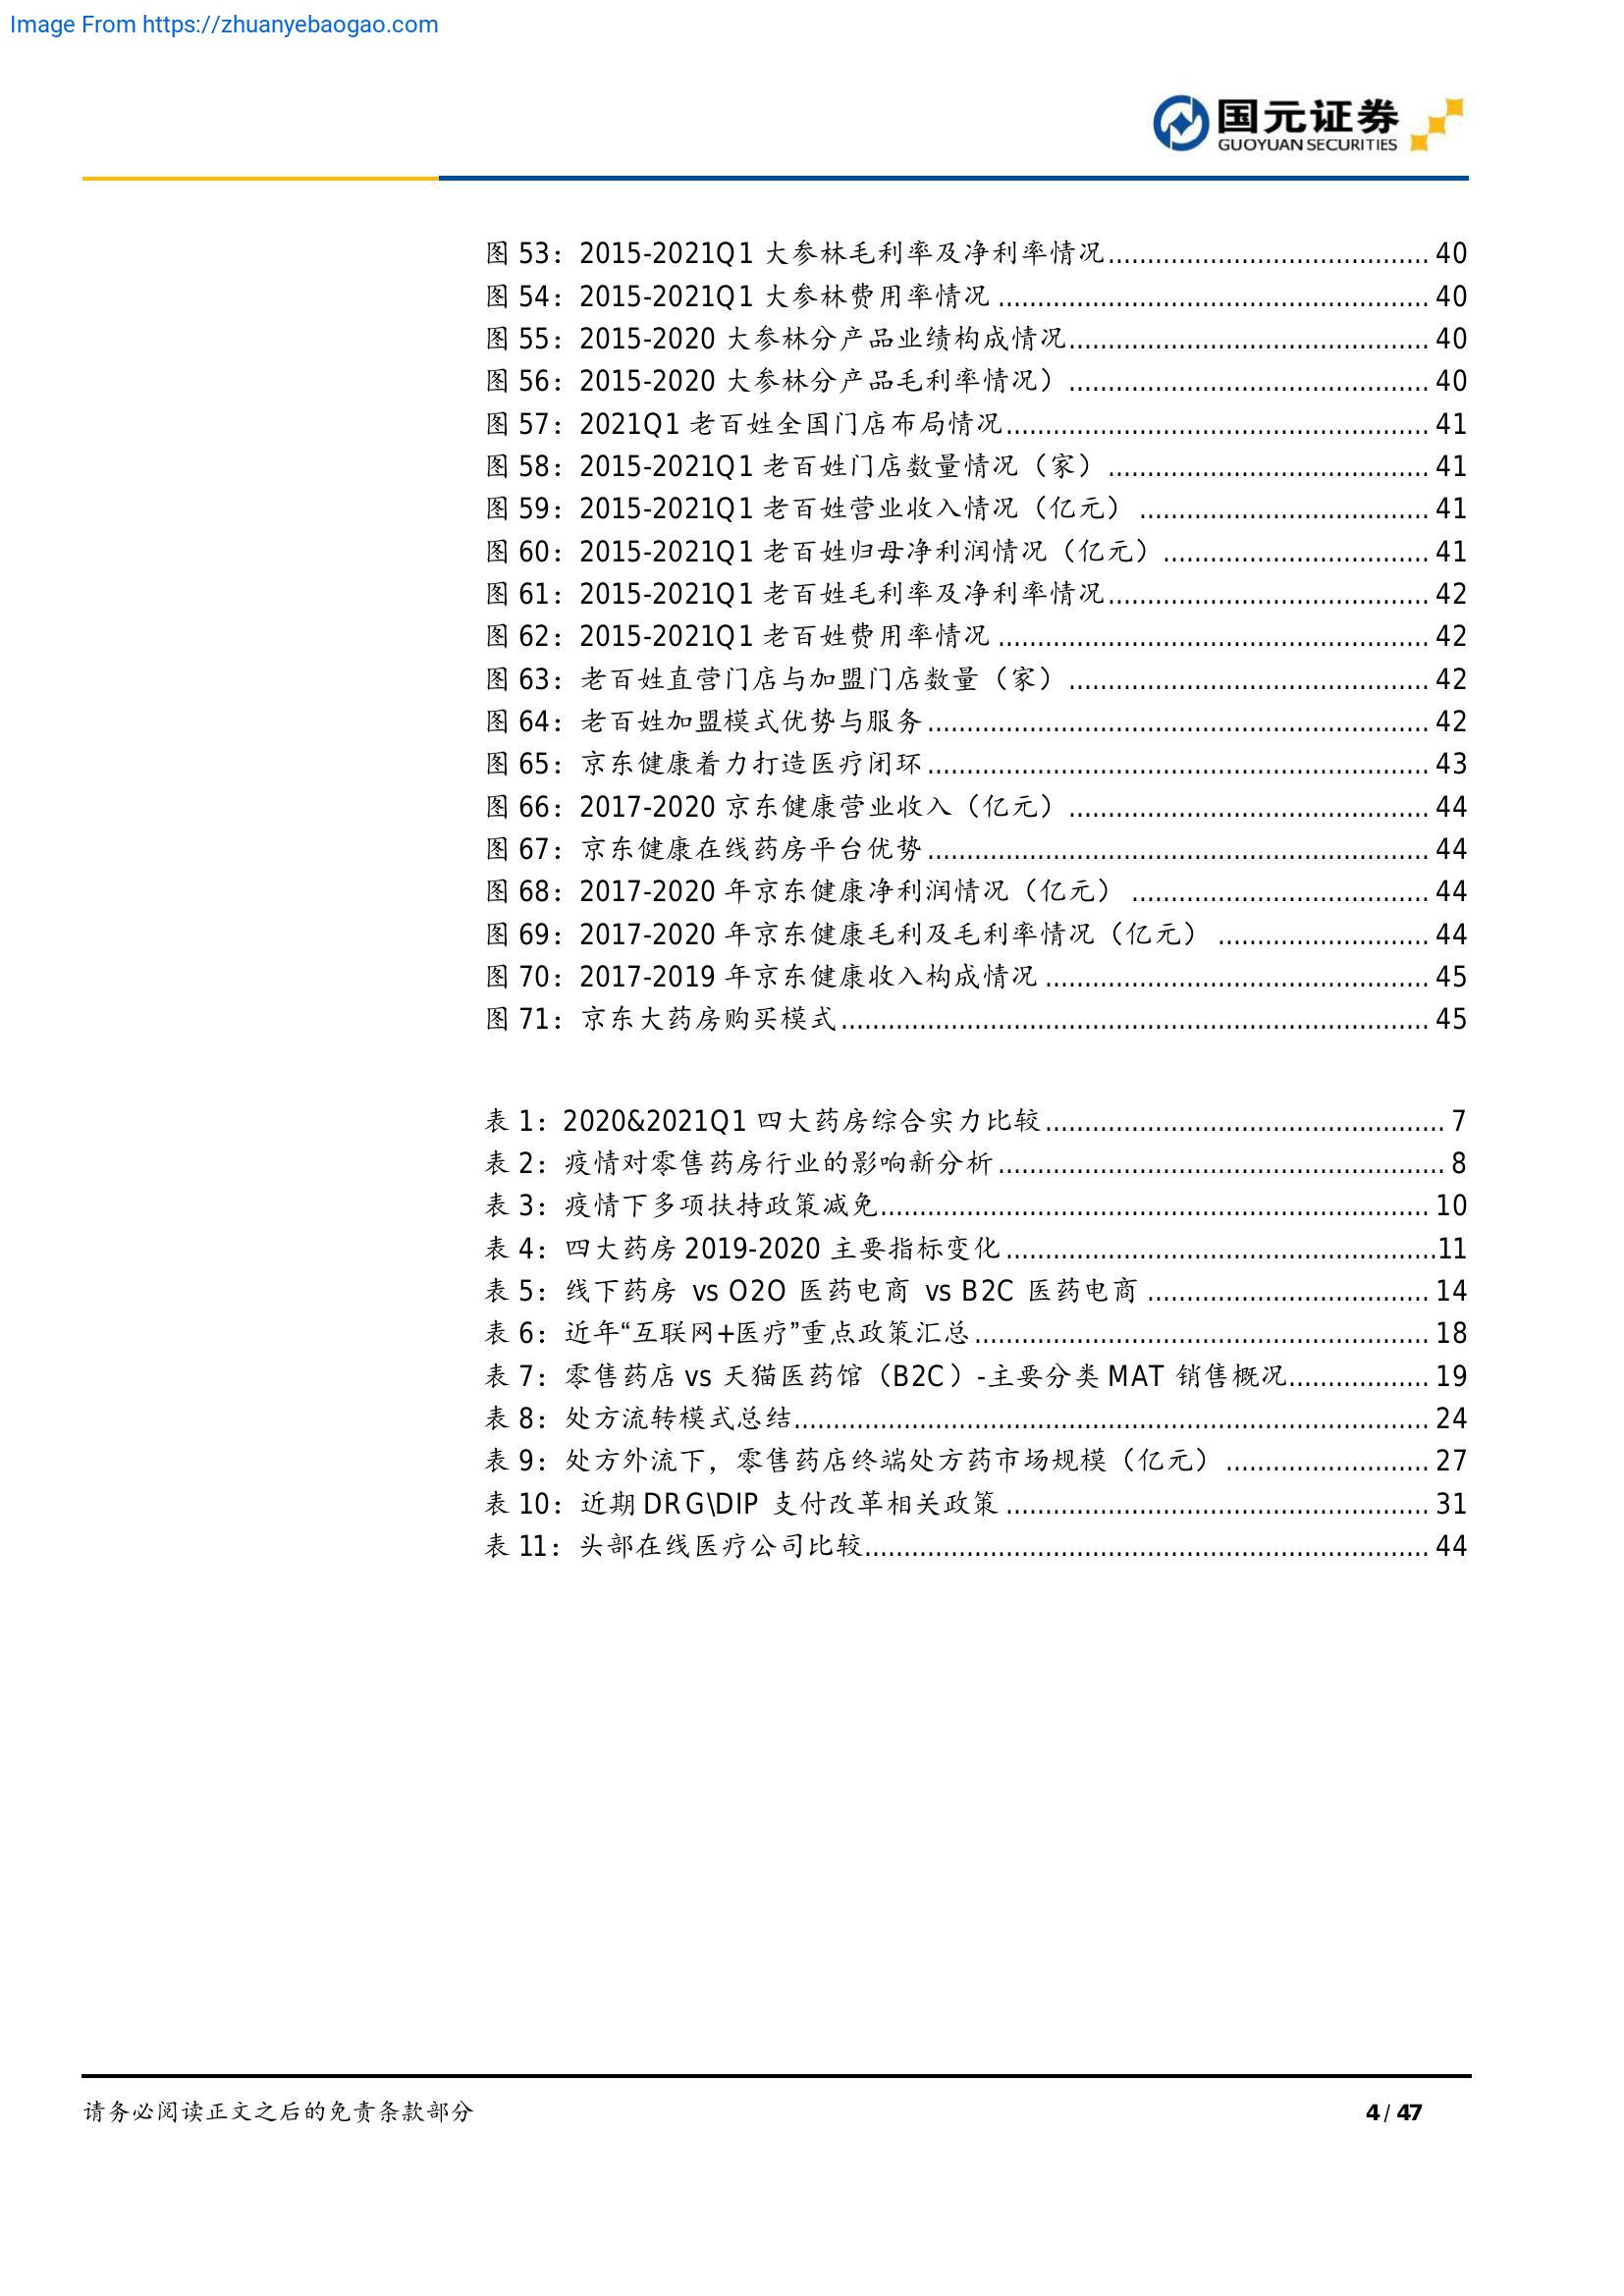 Image From https://zhuanyebaogao.com
国元证券
GUOYUAN SECURITIES
图 53：2015-2021Q1 大参林毛利率及净利率情况........................................ 40
图 54：2015-2021Q1 大参林费用率情况 ...................................................... 40
图 55：2015-2020 大参林分产品业绩构成情况............................................. 40
图 56：2015-2020 大参林分产品毛利率情况） ............................................. 40
图 57：2021Q1 老百姓全国门店布局情况..................................................... 41
图 58：2015-2021Q1 老百姓门店数量情况（家） ........................................ 41
图 59：2015-2021Q1 老百姓营业收入情况（亿元） .................................... 41
图 60：2015-2021Q1 老百姓归母净利润情况（亿元）................................. 41
图 61：2015-2021Q1 老百姓毛利率及净利率情况........................................ 42
图 62：2015-2021Q1 老百姓费用率情况 ...................................................... 42
图 63：老百姓直营门店与加盟门店数量（家） ............................................. 42
图 64：老百姓加盟模式优势与服务............................................................... 42
图 65：京东健康着力打造医疗闭环............................................................... 43
图 66：2017-2020 京东健康营业收入（亿元）............................................. 44
图 67：京东健康在线药房平台优势............................................................... 44
图 68：2017-2020 年京东健康净利润情况（亿元） ..................................... 44
图 69：2017-2020 年京东健康毛利及毛利率情况（亿元） .......................... 44
图 70：2017-2019 年京东健康收入构成情况 ................................................ 45
图 71：京东大药房购买模式.......................................................................... 45
表 1：2020&2021Q1 四大药房综合实力比较.................................................. 7
表 2：疫情对零售药房行业的影响新分析........................................................ 8
表 3：疫情下多项扶持政策减免..................................................................... 10
表 4：四大药房 2019-2020 主要指标变化......................................................11
表 5：线下药房 vs O2O 医药电商 vs B2C 医药电商 .................................... 14
表 6：近年“互联网+医疗”重点政策汇总......................................................... 18
表 7：零售药店 vs 天猫医药馆（B2C）-主要分类 MAT 销售概况.................. 19
表 8：处方流转模式总结................................................................................ 24
表 9：处方外流下，零售药店终端处方药市场规模（亿元） .......................... 27
表 10：近期 DRG\DIP 支付改革相关政策 ..................................................... 31
表 11：头部在线医疗公司比较....................................................................... 44
请务必阅读正文之后的免责条款部分
4 / 47